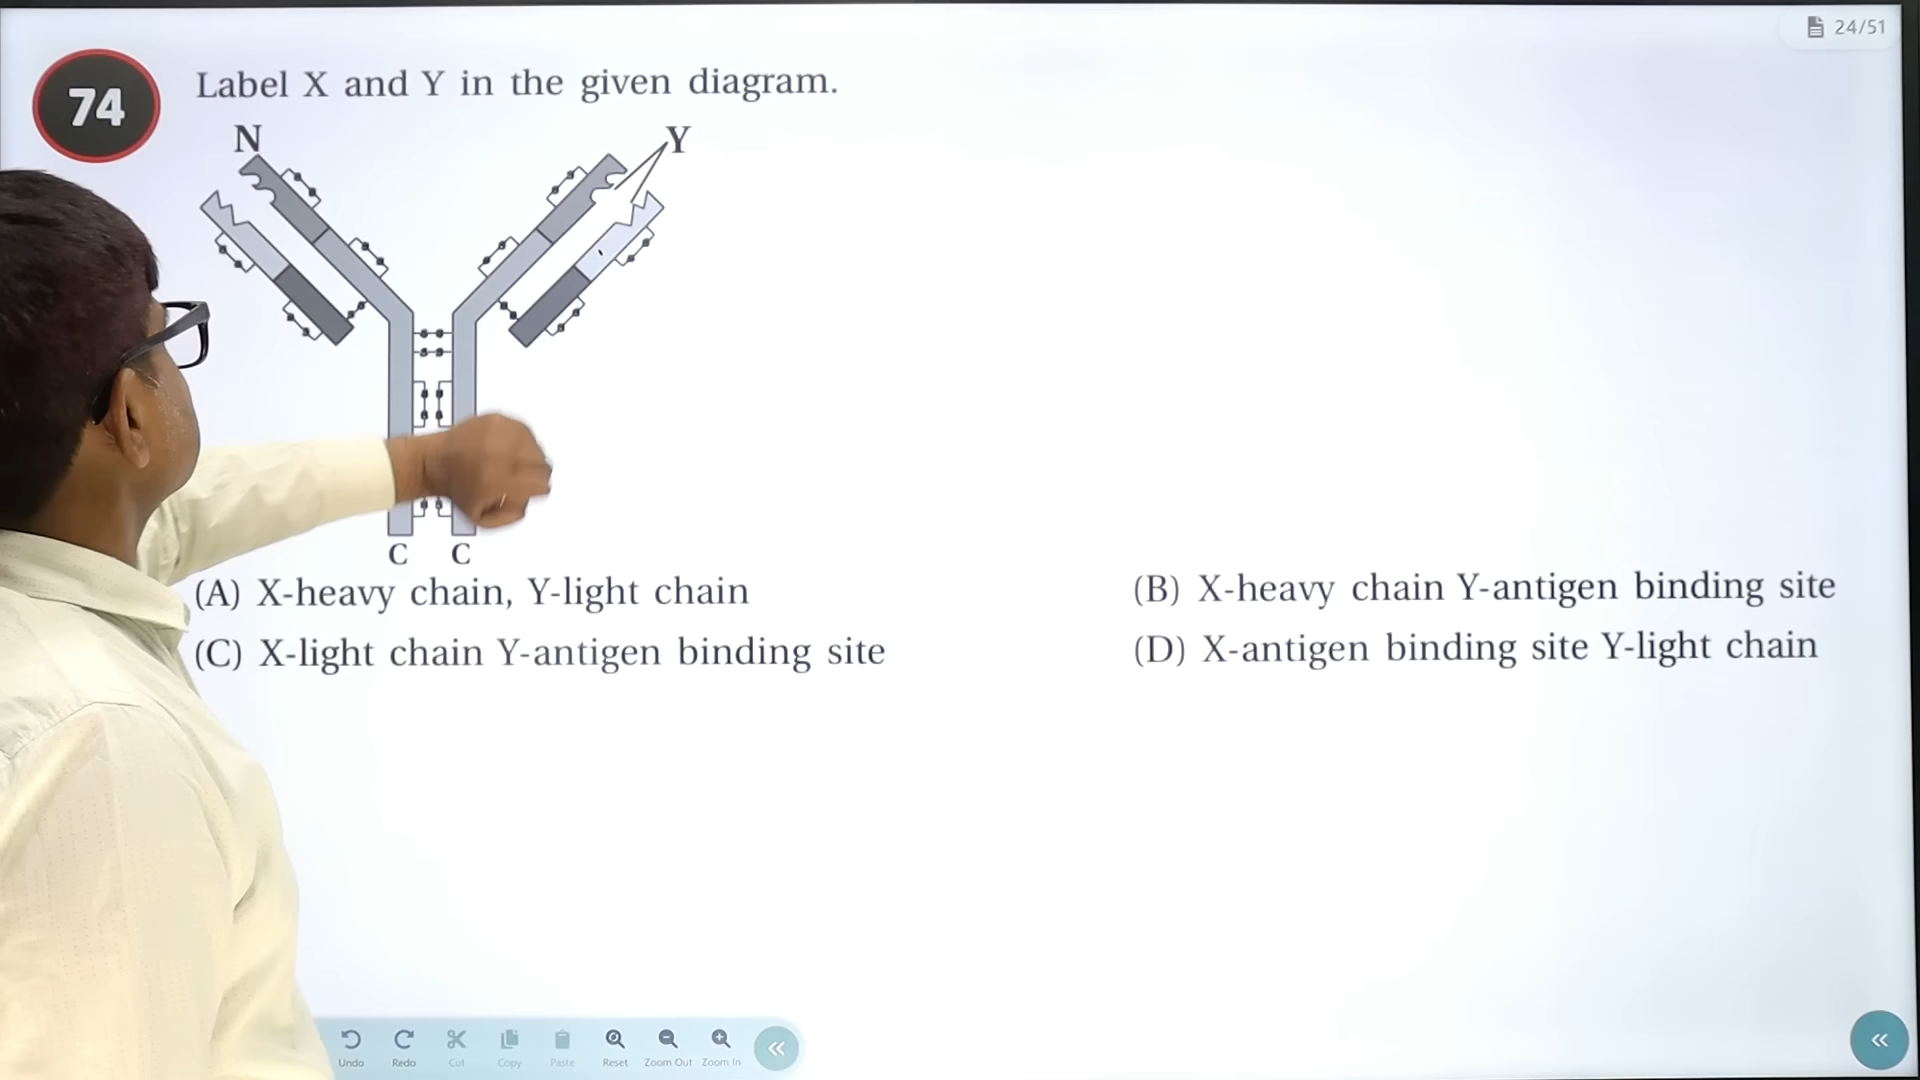 24/51
74
Label X and Y in the given diagram.
N
Y
C C
(A) X-heavy chain, Y-light chain
(B) X-heavy chain Y-antigen binding site
(C) X-light chain Y-antigen binding site
(D) X-antigen binding site Y-light chain
Undo Redo Cut Copy Paste Reset Zoom Out Zoom In